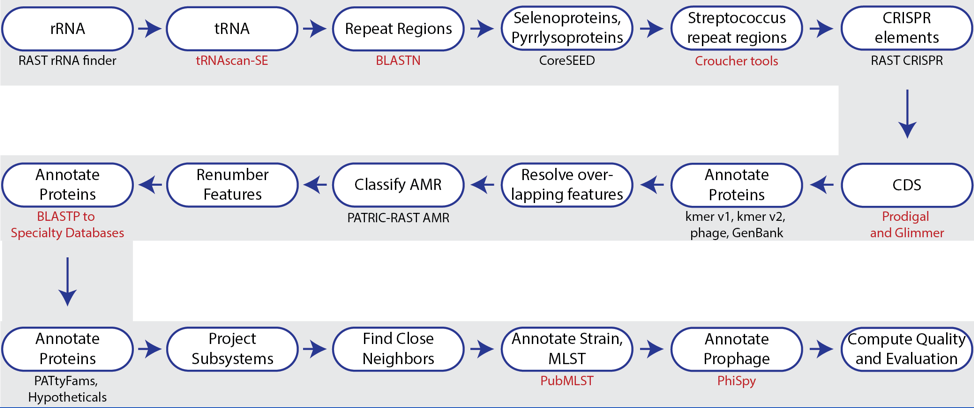 rRNA
RAST rRNA finder
tRNA
tRNAscan-SE
Repeat Regions
BLASTN
Selenoproteins,
Pyrrlysoproteins
CoreSEED
Streptococcus
repeat regions
Croucher tools
CRISPR
elements
RAST CRISPR
CDS
Prodigal
and Glimmer
Annotate
Proteins
kmer v1, kmer v2,
phage, GenBank
Resolve over-
lapping features
Classify AMR
PATRIC-RAST AMR
Renumber
Features
Annotate
Proteins
BLASTP to
Specialty Databases
Annotate
Proteins
PATtyFams,
Hypotheticals
Project
Subsystems
Find Close
Neighbors
Annotate Strain,
MLST
PubMLST
Annotate
Prophage
PhiSpy
Compute Quality
and Evaluation